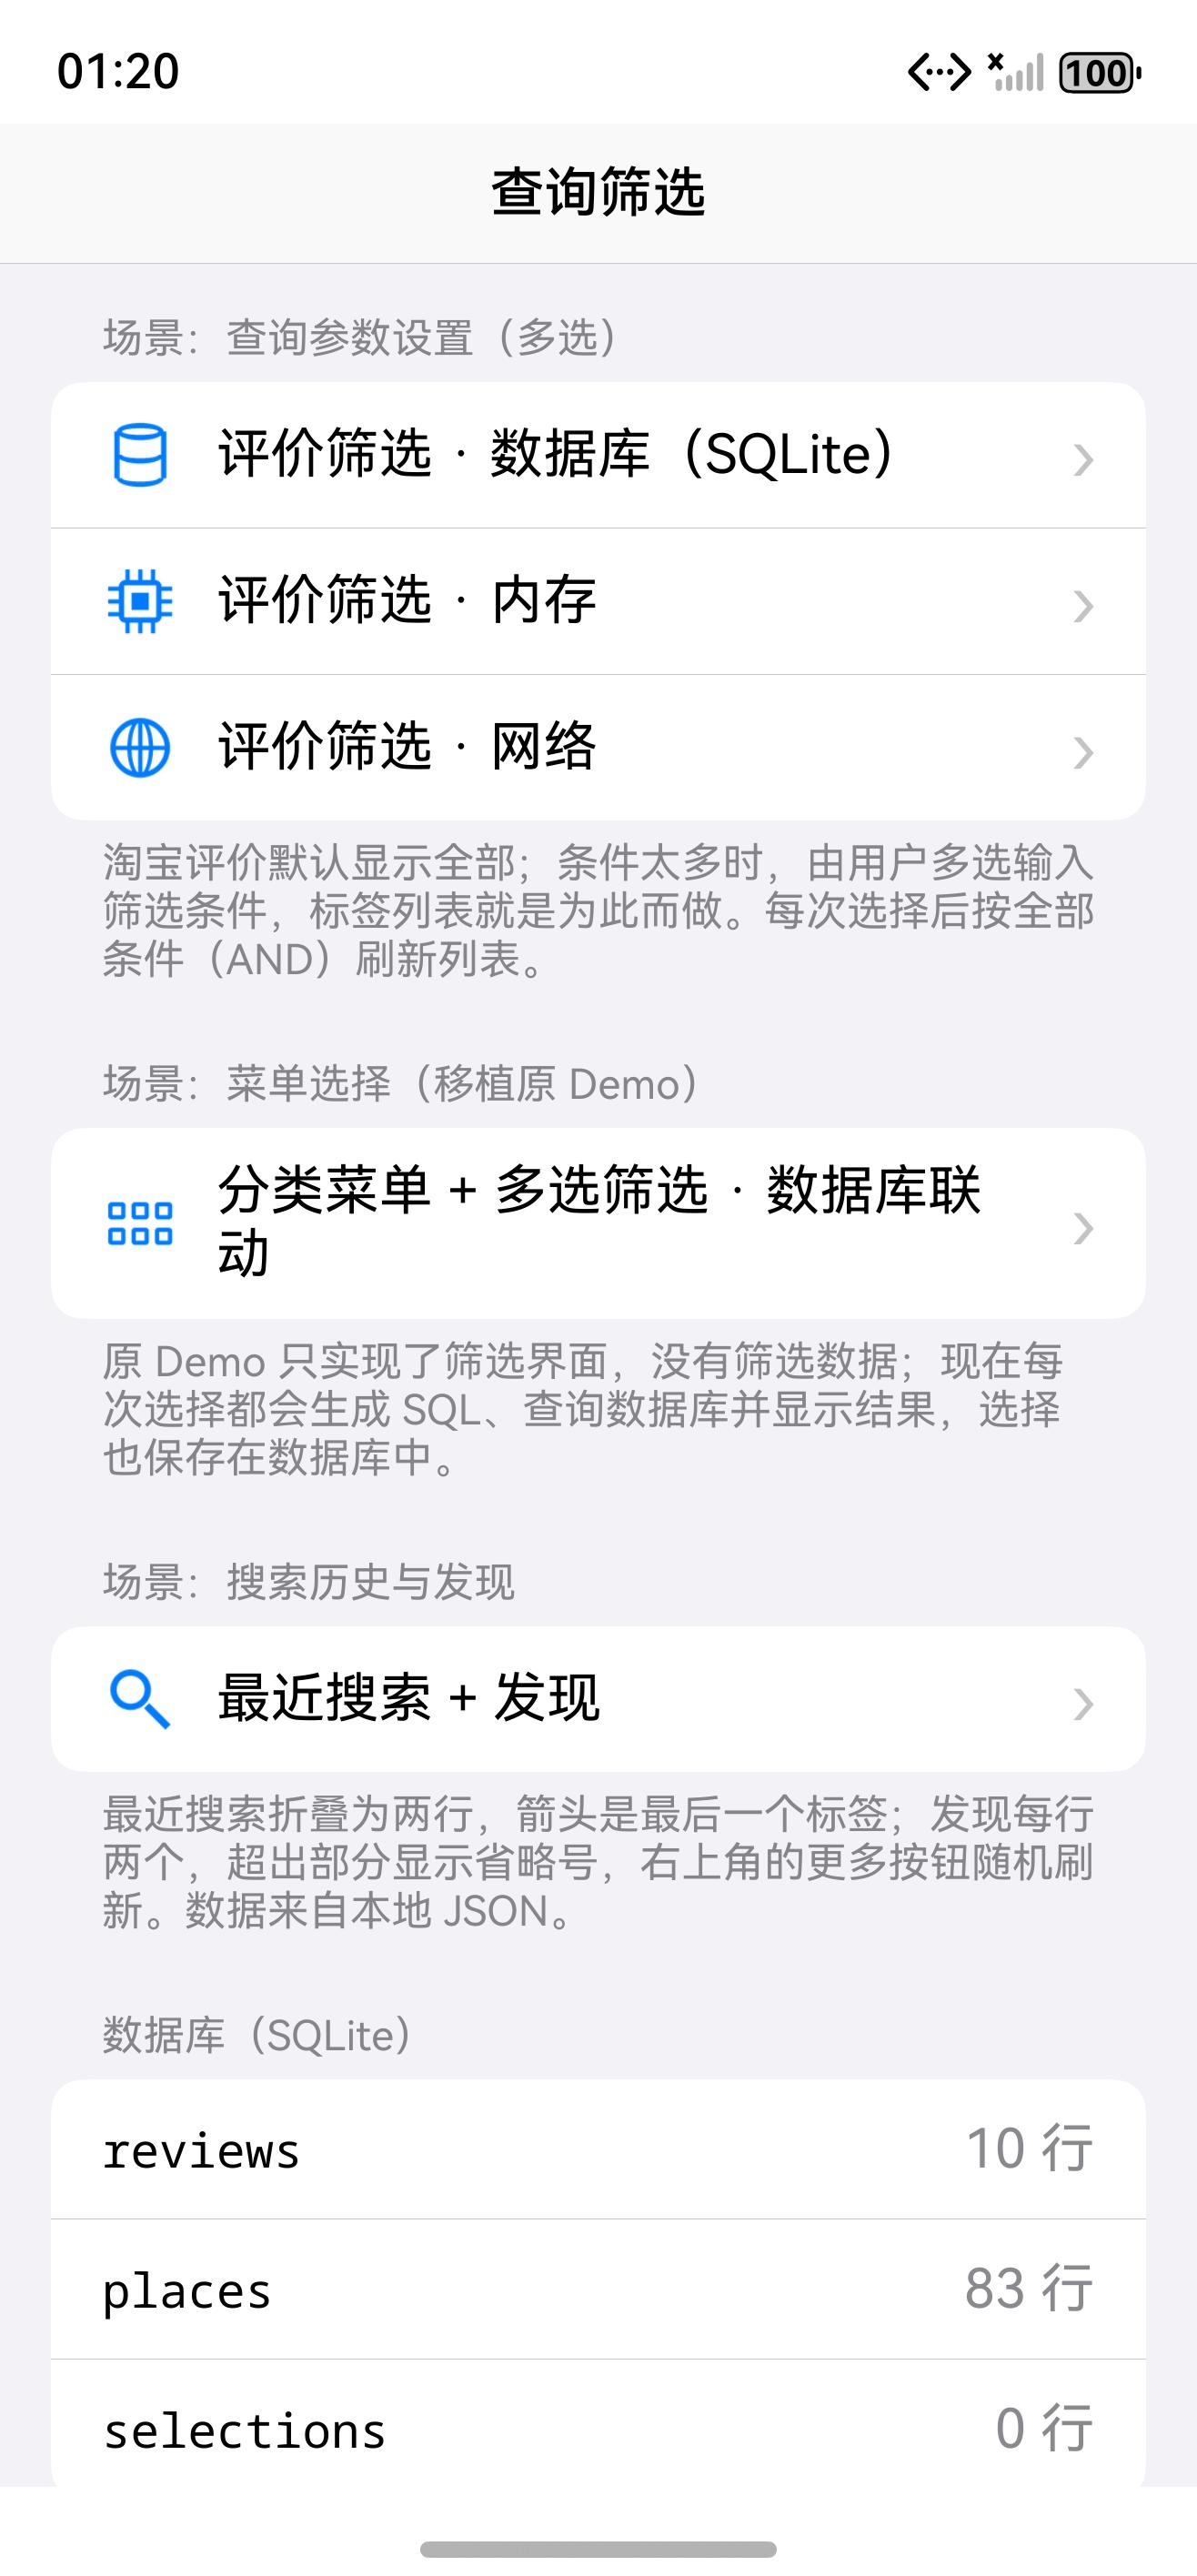 01:20
100
查询筛选
场景：查询参数设置（多选）
评价筛选 · 数据库（SQLite）
评价筛选 · 内存
评价筛选 · 网络
淘宝评价默认显示全部；条件太多时，由用户多选输入
筛选条件，标签列表就是为此而做。每次选择后按全部
条件（AND）刷新列表。
场景：菜单选择（移植原 Demo）
分类菜单 + 多选筛选 · 数据库联
动
原 Demo 只实现了筛选界面，没有筛选数据；现在每
次选择都会生成 SQL、查询数据库并显示结果，选择
也保存在数据库中。
场景：搜索历史与发现
最近搜索 + 发现
最近搜索折叠为两行，箭头是最后一个标签；发现每行
两个，超出部分显示省略号，右上角的更多按钮随机刷
新。数据来自本地 JSON。
数据库（SQLite）
reviews 10 行
places 83 行
selections 0 行